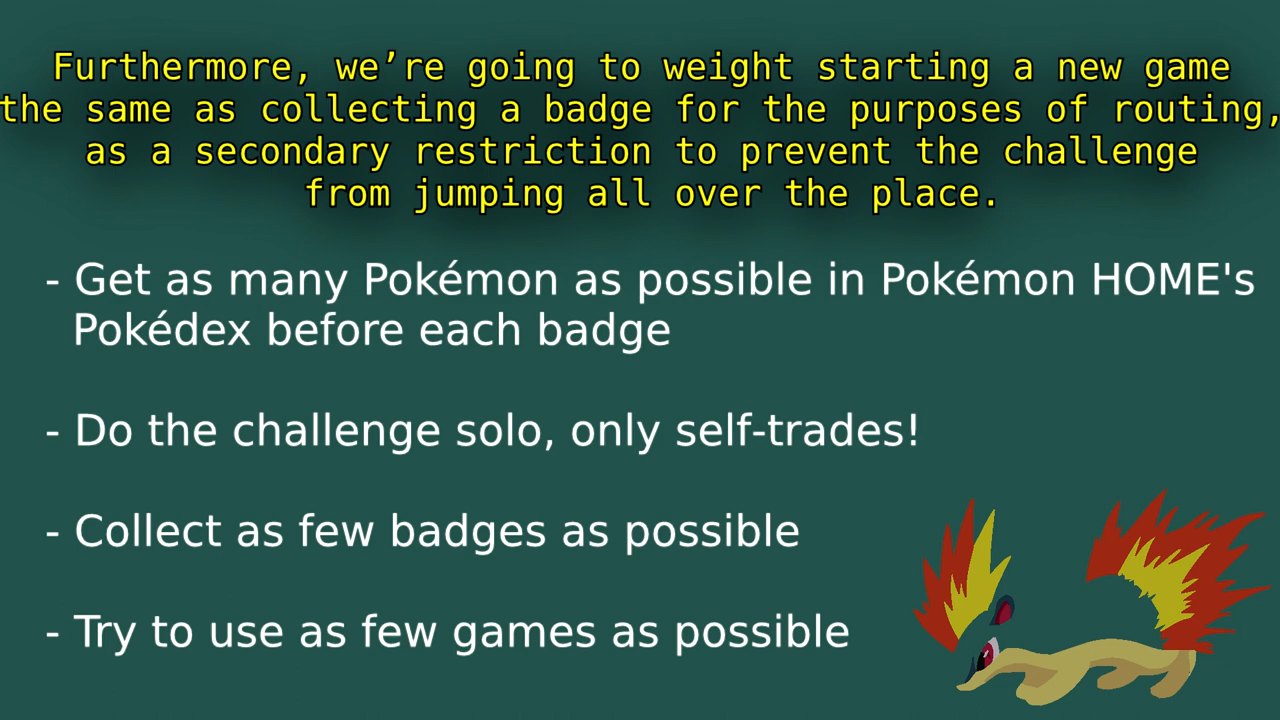 Furthermore, we’re going to weight starting a new game
the same as collecting a badge for the purposes of routing,
as a secondary restriction to prevent the challenge
from jumping all over the place.
- Get as many Pokémon as possible in Pokémon HOME's
Pokédex before each badge
- Do the challenge solo, only self-trades!
- Collect as few badges as possible
- Try to use as few games as possible